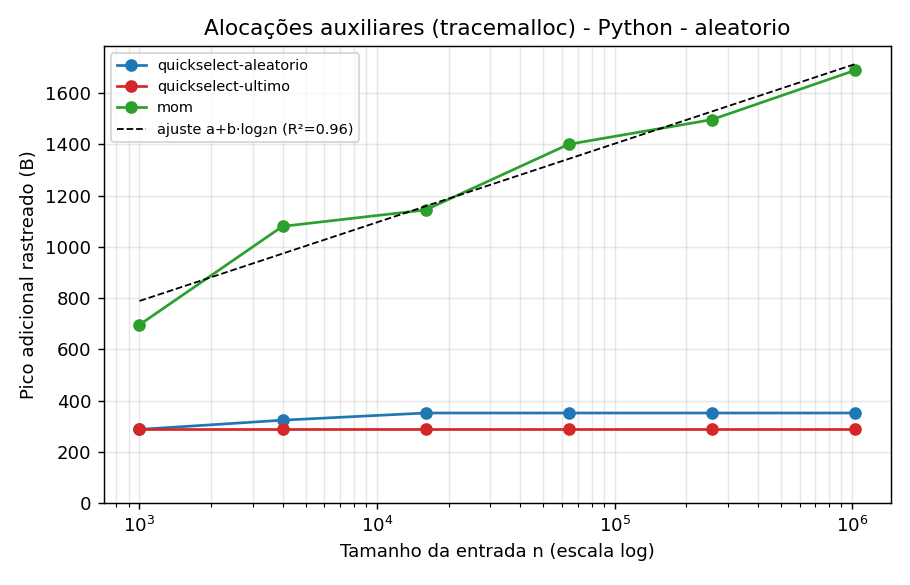 Alocações auxiliares (tracemalloc) - Python - aleatorio
quickselect-aleatorio
quickselect-ultimo
mom
ajuste a+b·log₂n (R²=0.96)
Pico adicional rastreado (B)
1600
1400
1200
1000
800
600
400
200
0
10³
10⁴
10⁵
10⁶
Tamanho da entrada n (escala log)